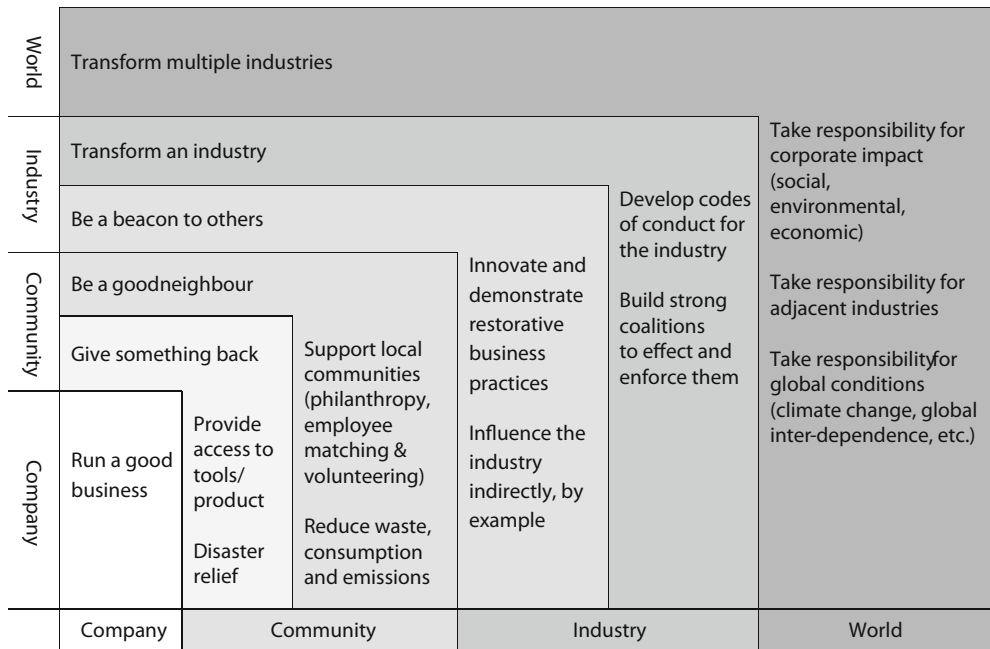 World
Transform multiple industries
Take responsibility for
corporate impact
(social,
environmental,
economic)
Take responsibility for
adjacent industries
Take responsibilityfor
global conditions
(climate change, global
inter-dependence, etc.)
Industry
Transform an industry
Develop codes
of conduct for
the industry
Build strong
coalitions
to effect and
enforce them
Be a beacon to others
Innovate and
demonstrate
restorative
business
practices
Influence the
industry
indirectly, by
example
Community
Be a goodneighbour
Support local
communities
(philanthropy,
employee
matching &
volunteering)
Reduce waste,
consumption
and emissions
Give something back
Provide
access to
tools/
product
Disaster
relief
Company
Run a good
business
Company
Community
Industry
World